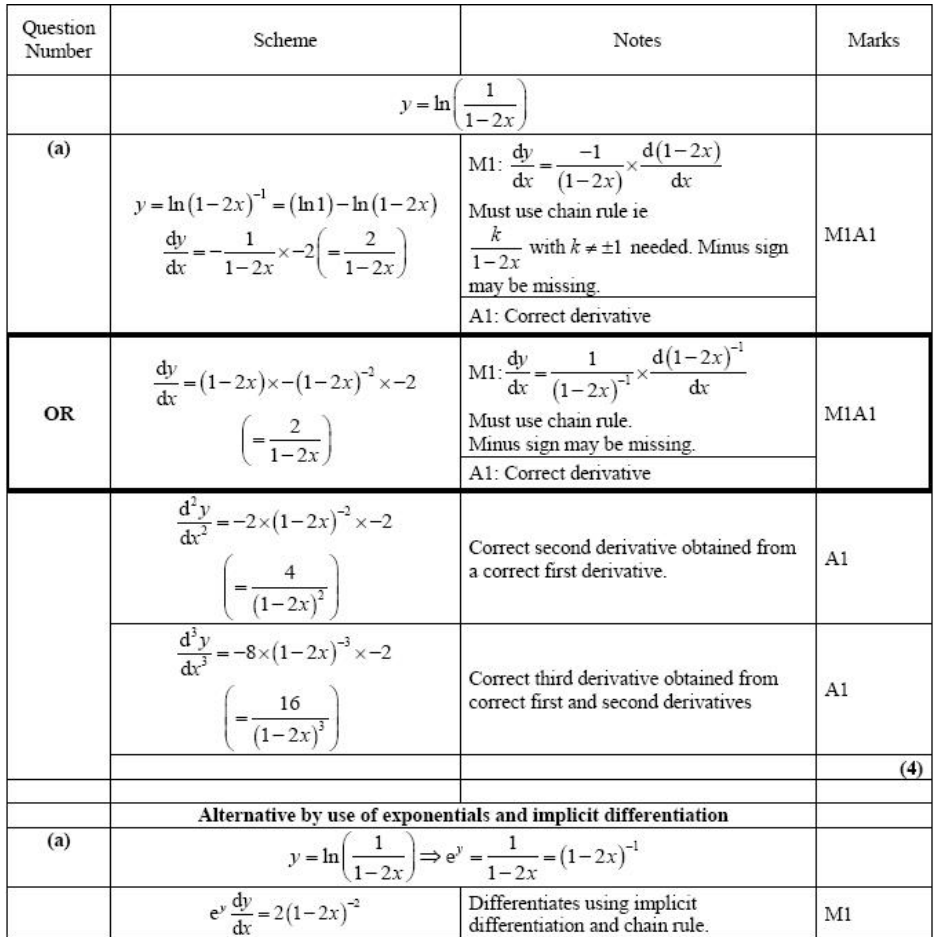 Question Number Scheme Notes Marks
y = ln(1/(1−2x))
(a)
y = ln(1−2x)⁻¹ = (ln1)−ln(1−2x)
dy/dx = −1/(1−2x) × −2 (= 2/(1−2x))
M1: dy/dx = −1/(1−2x) × d(1−2x)/dx
Must use chain rule ie
k/(1−2x) with k ≠ ±1 needed. Minus sign
may be missing.
M1A1
A1: Correct derivative
OR
dy/dx = (1−2x)×−(1−2x)⁻²×−2
(= 2/(1−2x))
M1: dy/dx = 1/(1−2x)⁻¹ × d(1−2x)⁻¹/dx
Must use chain rule.
Minus sign may be missing.
M1A1
A1: Correct derivative
d²y/dx² = −2×(1−2x)⁻²×−2
(= 4/(1−2x)²)
Correct second derivative obtained from
a correct first derivative.
A1
d³y/dx³ = −8×(1−2x)⁻³×−2
(= 16/(1−2x)³)
Correct third derivative obtained from
correct first and second derivatives
A1
(4)
Alternative by use of exponentials and implicit differentiation
(a)
y = ln(1/(1−2x)) ⇒ eʸ = 1/(1−2x) = (1−2x)⁻¹
eʸ dy/dx = 2(1−2x)⁻²
Differentiates using implicit
differentiation and chain rule.
M1